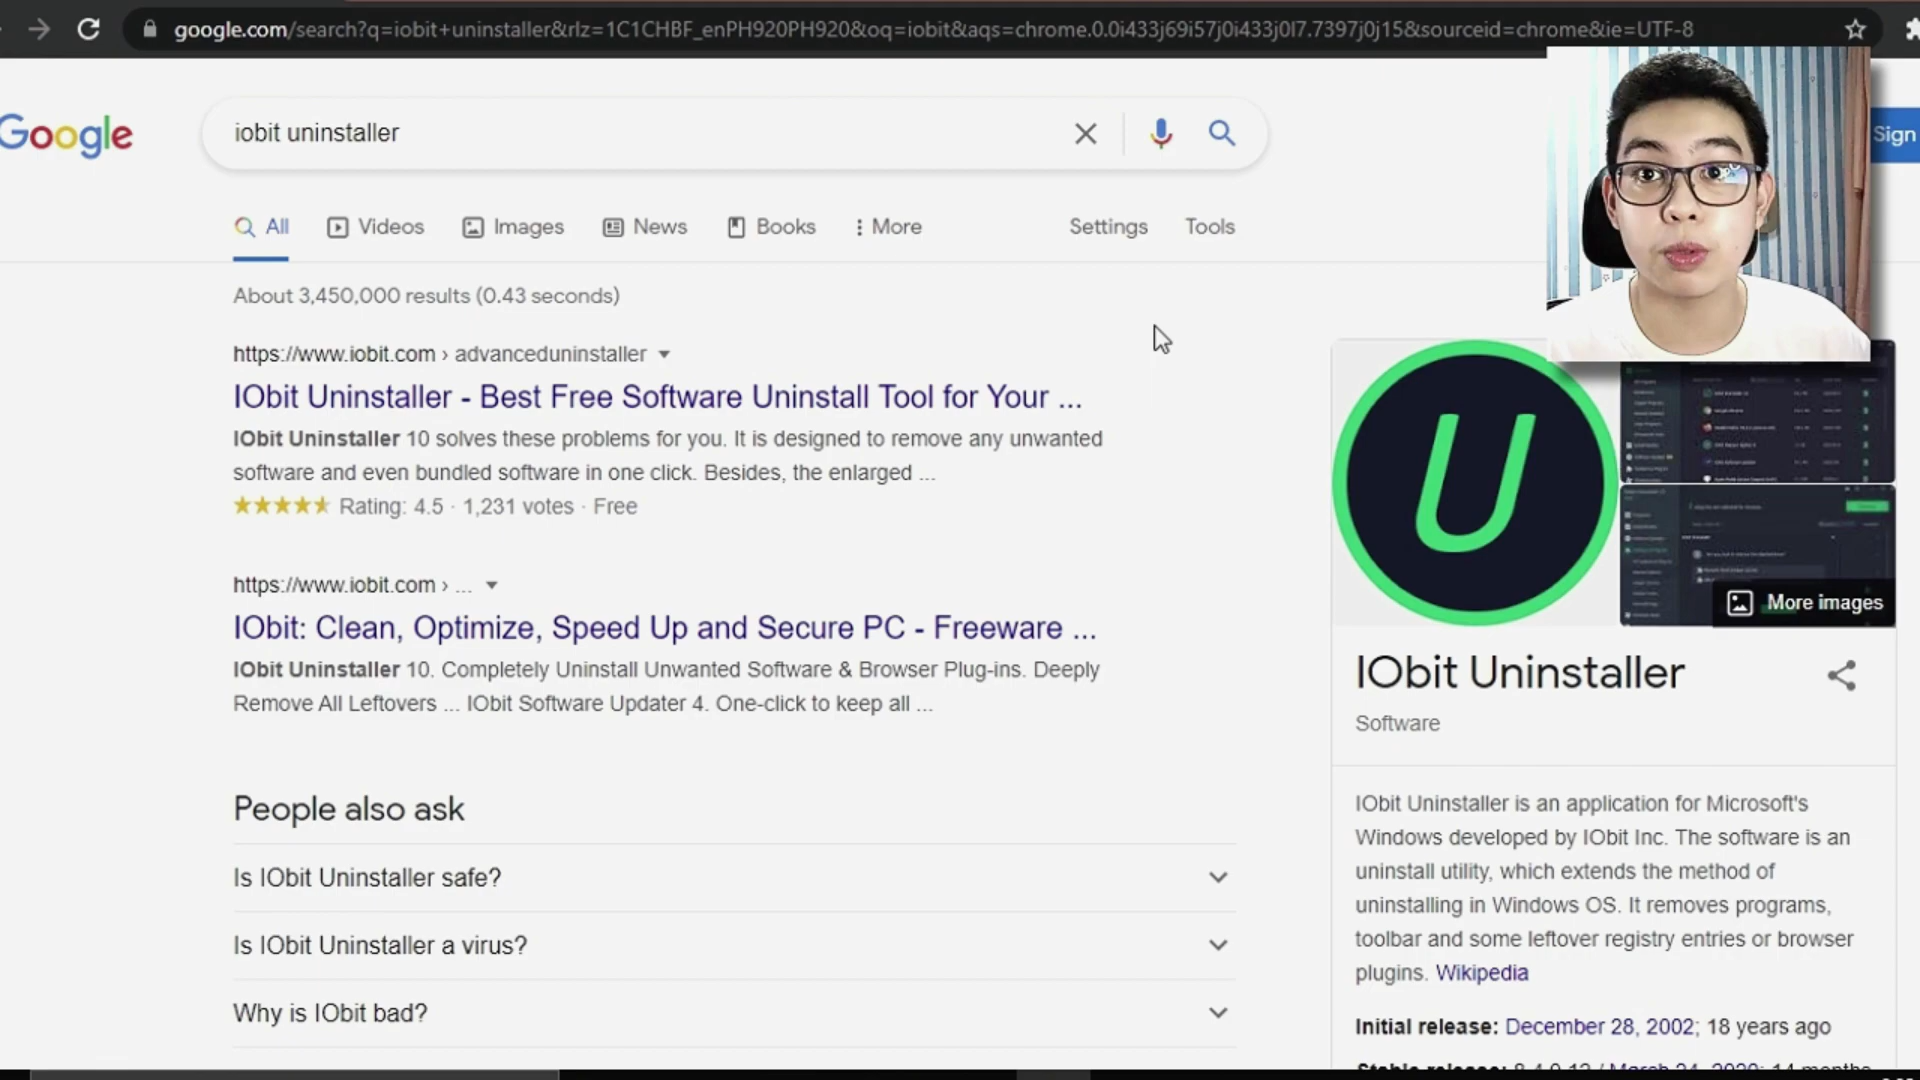 google.com/search?q=iobit+uninstaller&rlz=1C1CHBF_enPH920PH920&oq=iobit&aqs=chrome.0.0i433j69i57j0i433j0l7.7397j0j15&sourceid=chrome&ie=UTF-8
Google
iobit uninstaller
Sign
All
Videos
Images
News
Books
More
Settings
Tools
About 3,450,000 results (0.43 seconds)
https://www.iobit.com › advanceduninstaller
IObit Uninstaller - Best Free Software Uninstall Tool for Your ...
IObit Uninstaller 10 solves these problems for you. It is designed to remove any unwanted
software and even bundled software in one click. Besides, the enlarged ...
Rating: 4.5 · 1,231 votes · Free
https://www.iobit.com › ...
IObit: Clean, Optimize, Speed Up and Secure PC - Freeware ...
IObit Uninstaller 10. Completely Uninstall Unwanted Software & Browser Plug-ins. Deeply
Remove All Leftovers ... IObit Software Updater 4. One-click to keep all ...
People also ask
Is IObit Uninstaller safe?
Is IObit Uninstaller a virus?
Why is IObit bad?
U
More images
IObit Uninstaller
Software
IObit Uninstaller is an application for Microsoft's
Windows developed by IObit Inc. The software is an
uninstall utility, which extends the method of
uninstalling in Windows OS. It removes programs,
toolbar and some leftover registry entries or browser
plugins. Wikipedia
Initial release: December 28, 2002; 18 years ago
Stable release: March 24, 2020; 14 months